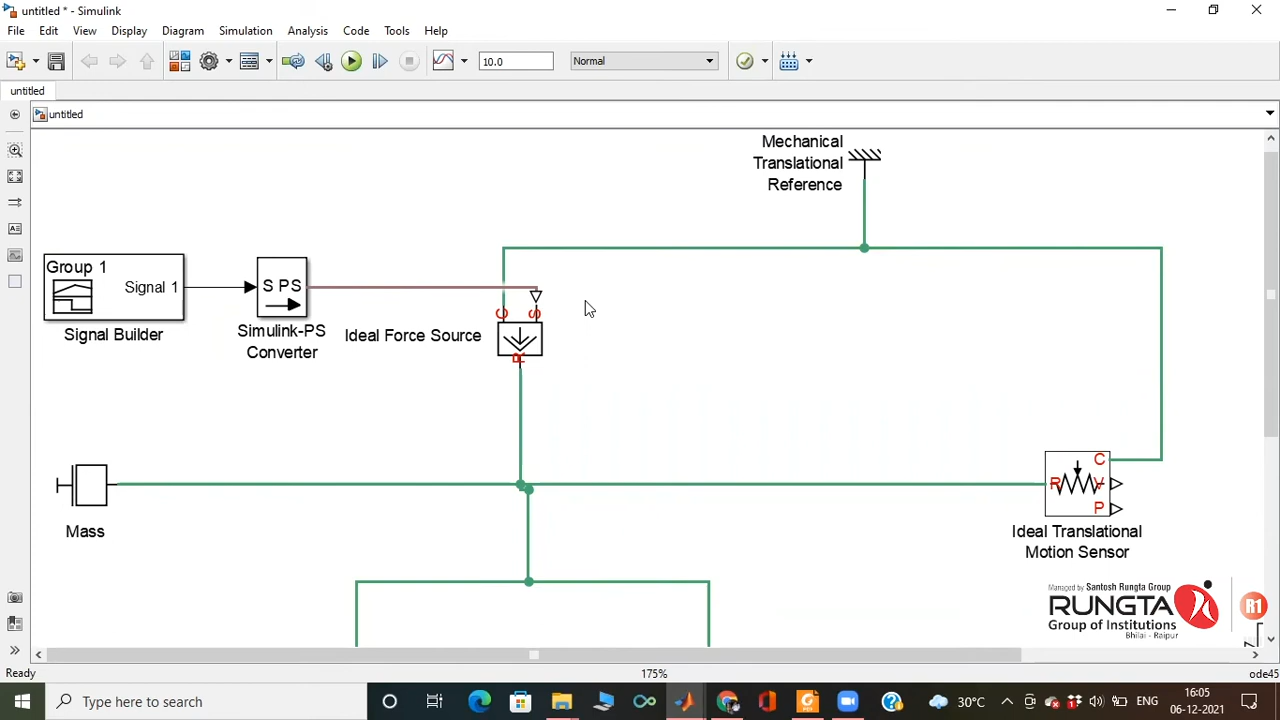 untitled * - Simulink
File Edit View Display Diagram Simulation Analysis Code Tools Help
10.0
Normal
untitled
untitled
Mechanical
Translational
Reference
Group 1
Signal 1
Signal Builder
S PS
Simulink-PS
Converter
Ideal Force Source
C
S
R
Mass
C
R
V
P
Ideal Translational
Motion Sensor
Managed by Santosh Rungta Group
RUNGTA
Group of Institutions
Bhilai - Raipur
R1
Ready
175%
ode45
Type here to search
30°C
ENG
16:05
06-12-2021